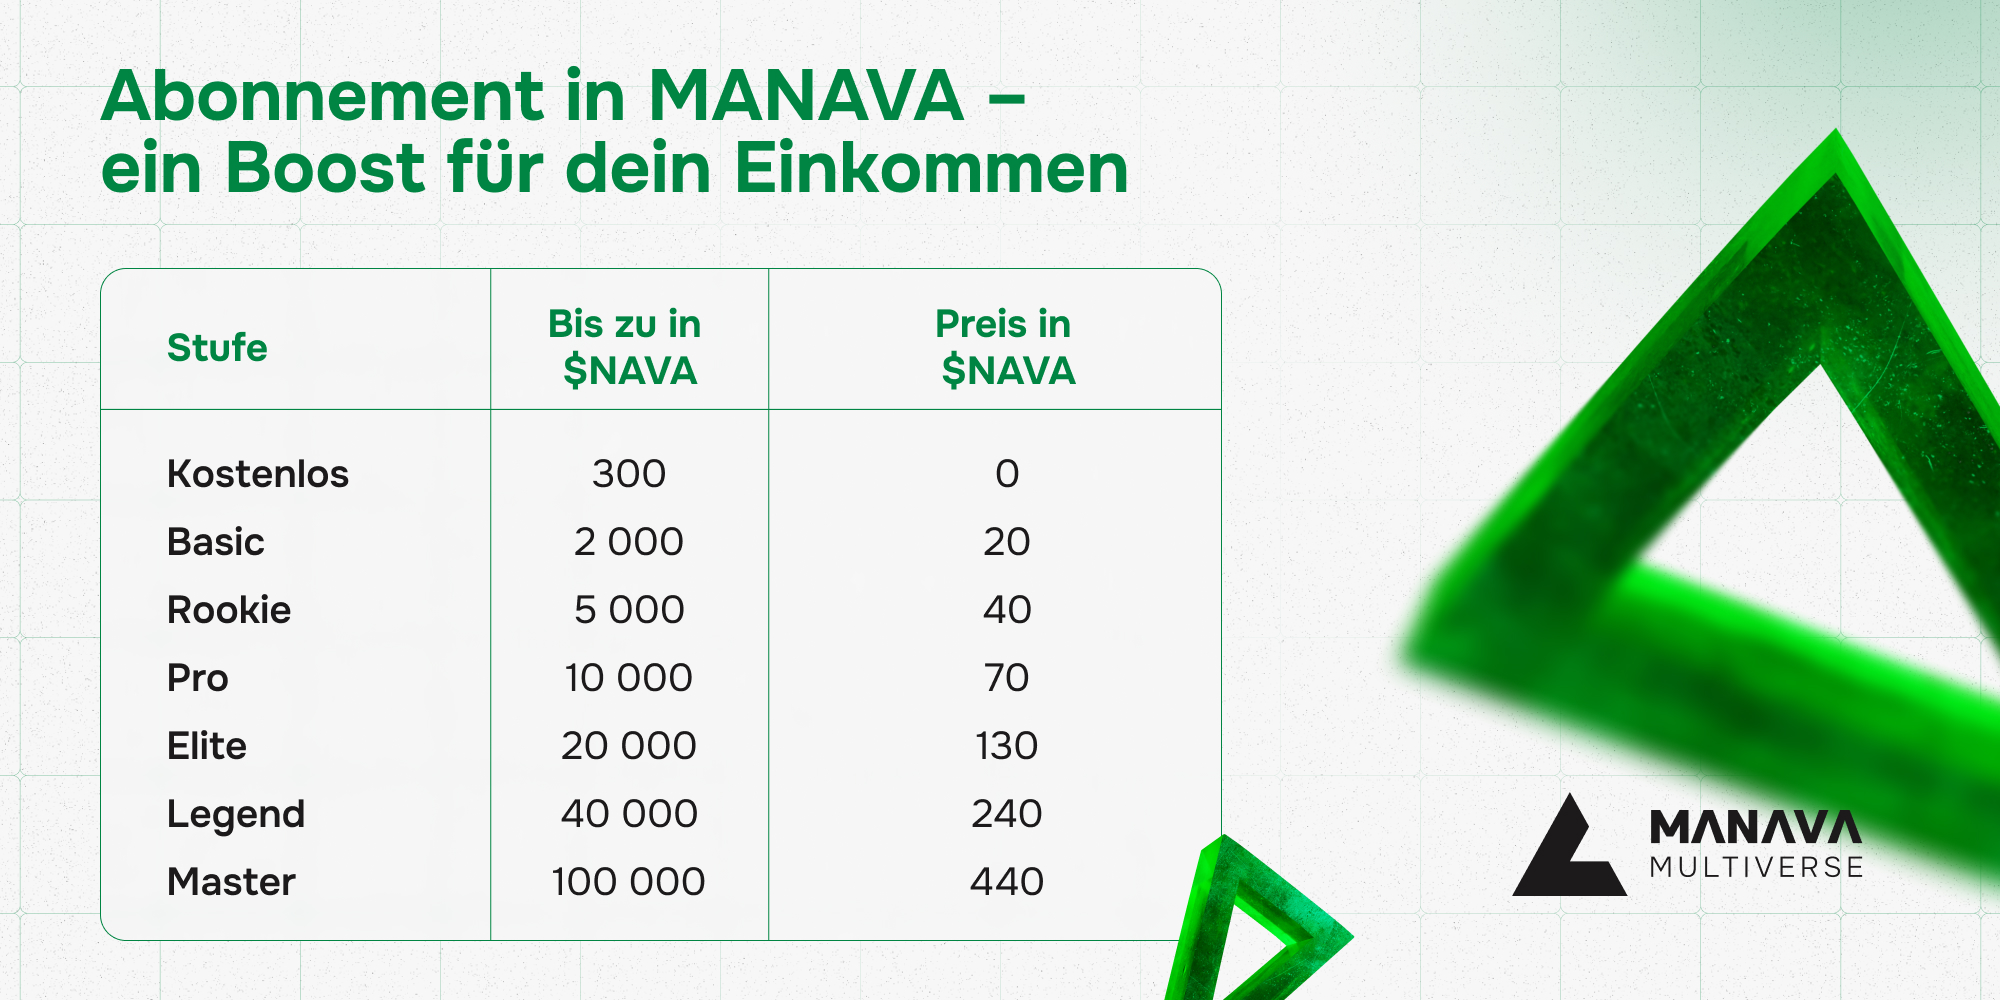 Abonnement in MANAVA –
ein Boost für dein Einkommen
Stufe Bis zu in $NAVA Preis in $NAVA
Kostenlos 300 0
Basic 2 000 20
Rookie 5 000 40
Pro 10 000 70
Elite 20 000 130
Legend 40 000 240
Master 100 000 440
MANAVA
MULTIVERSE